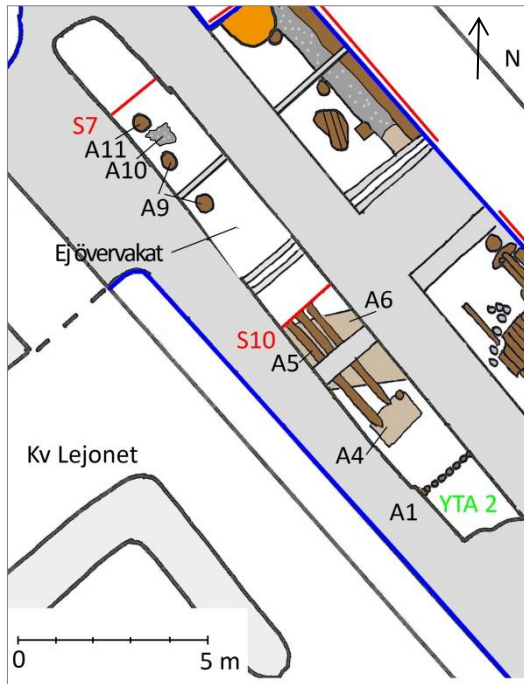 N
S7
A11
A10
A9
Ej övervakat
A6
S10
A5
Kv Lejonet
A4
A1
YTA 2
0
5 m